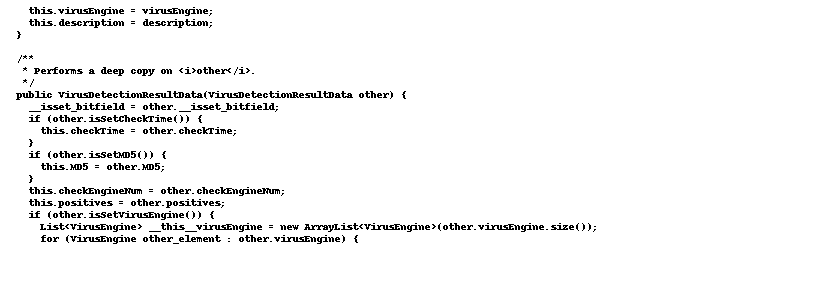 this.virusEngine = virusEngine;
    this.description = description;
  }

  /**
   * Performs a deep copy on <i>other</i>.
   */
  public VirusDetectionResultData(VirusDetectionResultData other) {
    __isset_bitfield = other.__isset_bitfield;
    if (other.isSetCheckTime()) {
      this.checkTime = other.checkTime;
    }
    if (other.isSetMD5()) {
      this.MD5 = other.MD5;
    }
    this.checkEngineNum = other.checkEngineNum;
    this.positives = other.positives;
    if (other.isSetVirusEngine()) {
      List<VirusEngine> __this__virusEngine = new ArrayList<VirusEngine>(other.virusEngine.size());
      for (VirusEngine other_element : other.virusEngine) {